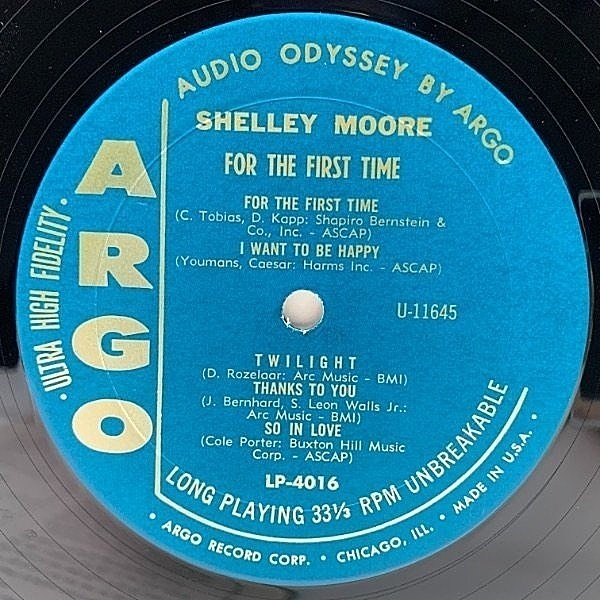 AUDIO ODYSSEY BY ARGO
SHELLEY MOORE
FOR THE FIRST TIME
FOR THE FIRST TIME
(C. Tobias, D. Kapp: Shapiro Bernstein &
Co., Inc. - ASCAP)
I WANT TO BE HAPPY
(Youmans, Caesar: Harms Inc. - ASCAP)
ARGO
• ULTRA HIGH FIDELITY •
U-11645
TWILIGHT
(D. Rozelaar: Arc Music - BMI)
THANKS TO YOU
(J. Bernhard, S. Leon Walls Jr.:
Arc Music - BMI)
SO IN LOVE
(Cole Porter: Buxton Hill Music
Corp. - ASCAP)
LP-4016
LONG PLAYING 33⅓ RPM UNBREAKABLE
• ARGO RECORD CORP. • CHICAGO, ILL. • MADE IN U.S.A. •